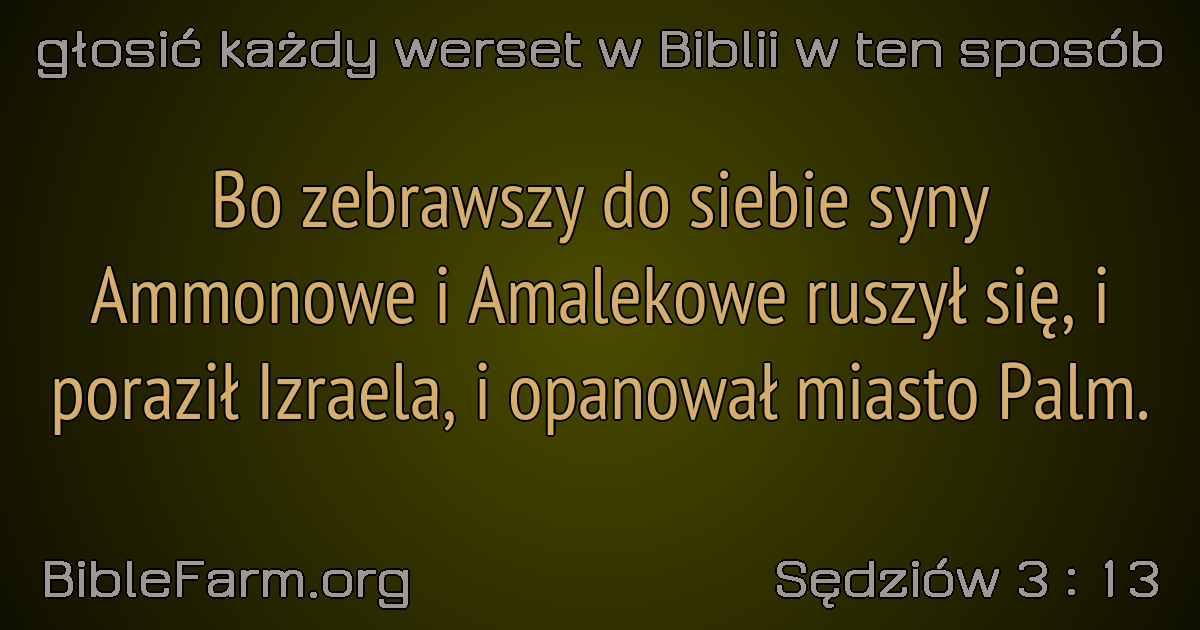 głosić każdy werset w Biblii w ten sposób
Bo zebrawszy do siebie syny
Ammonowe i Amalekowe ruszył się, i
poraził Izraela, i opanował miasto Palm.
BibleFarm.org
Sędziów 3 : 13